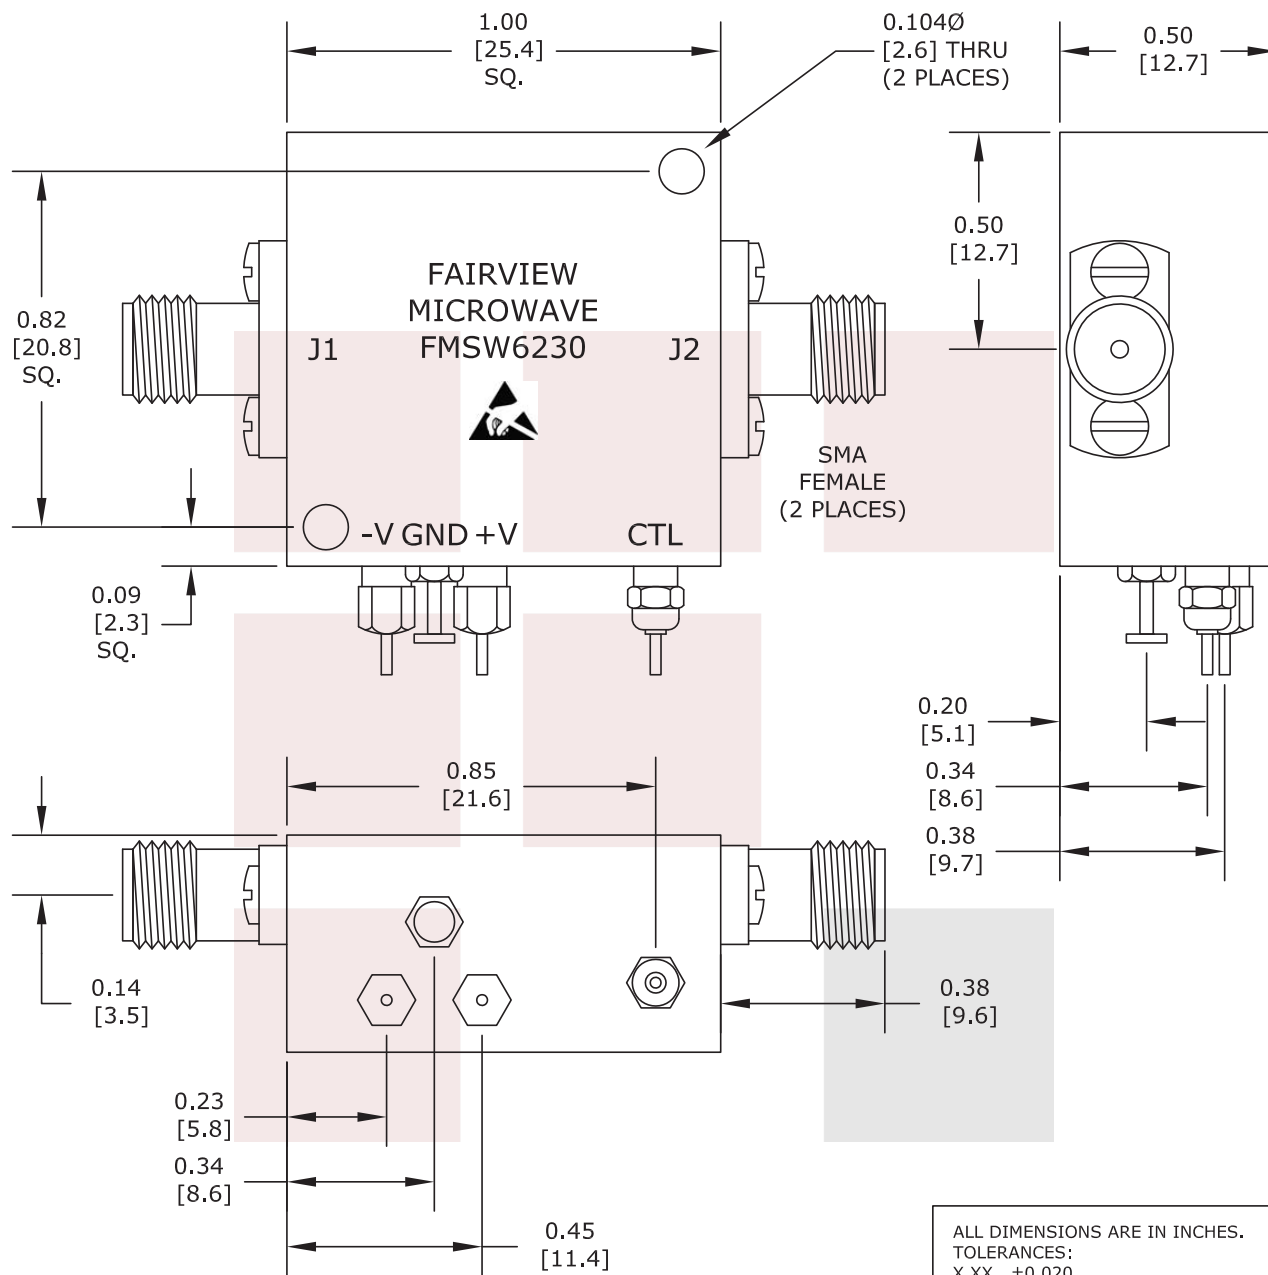 1.00
[25.4]
SQ.
0.104Ø
[2.6] THRU
(2 PLACES)
0.50
[12.7]
0.82
[20.8]
SQ.
FAIRVIEW
MICROWAVE
FMSW6230
J1
J2
0.50
[12.7]
SMA
FEMALE
(2 PLACES)
-V GND +V
CTL
0.09
[2.3]
SQ.
0.20
[5.1]
0.85
[21.6]
0.34
[8.6]
0.38
[9.7]
0.14
[3.5]
0.38
[9.6]
0.23
[5.8]
0.34
[8.6]
0.45
[11.4]
ALL DIMENSIONS ARE IN INCHES.
TOLERANCES:
X.XX ±0.020